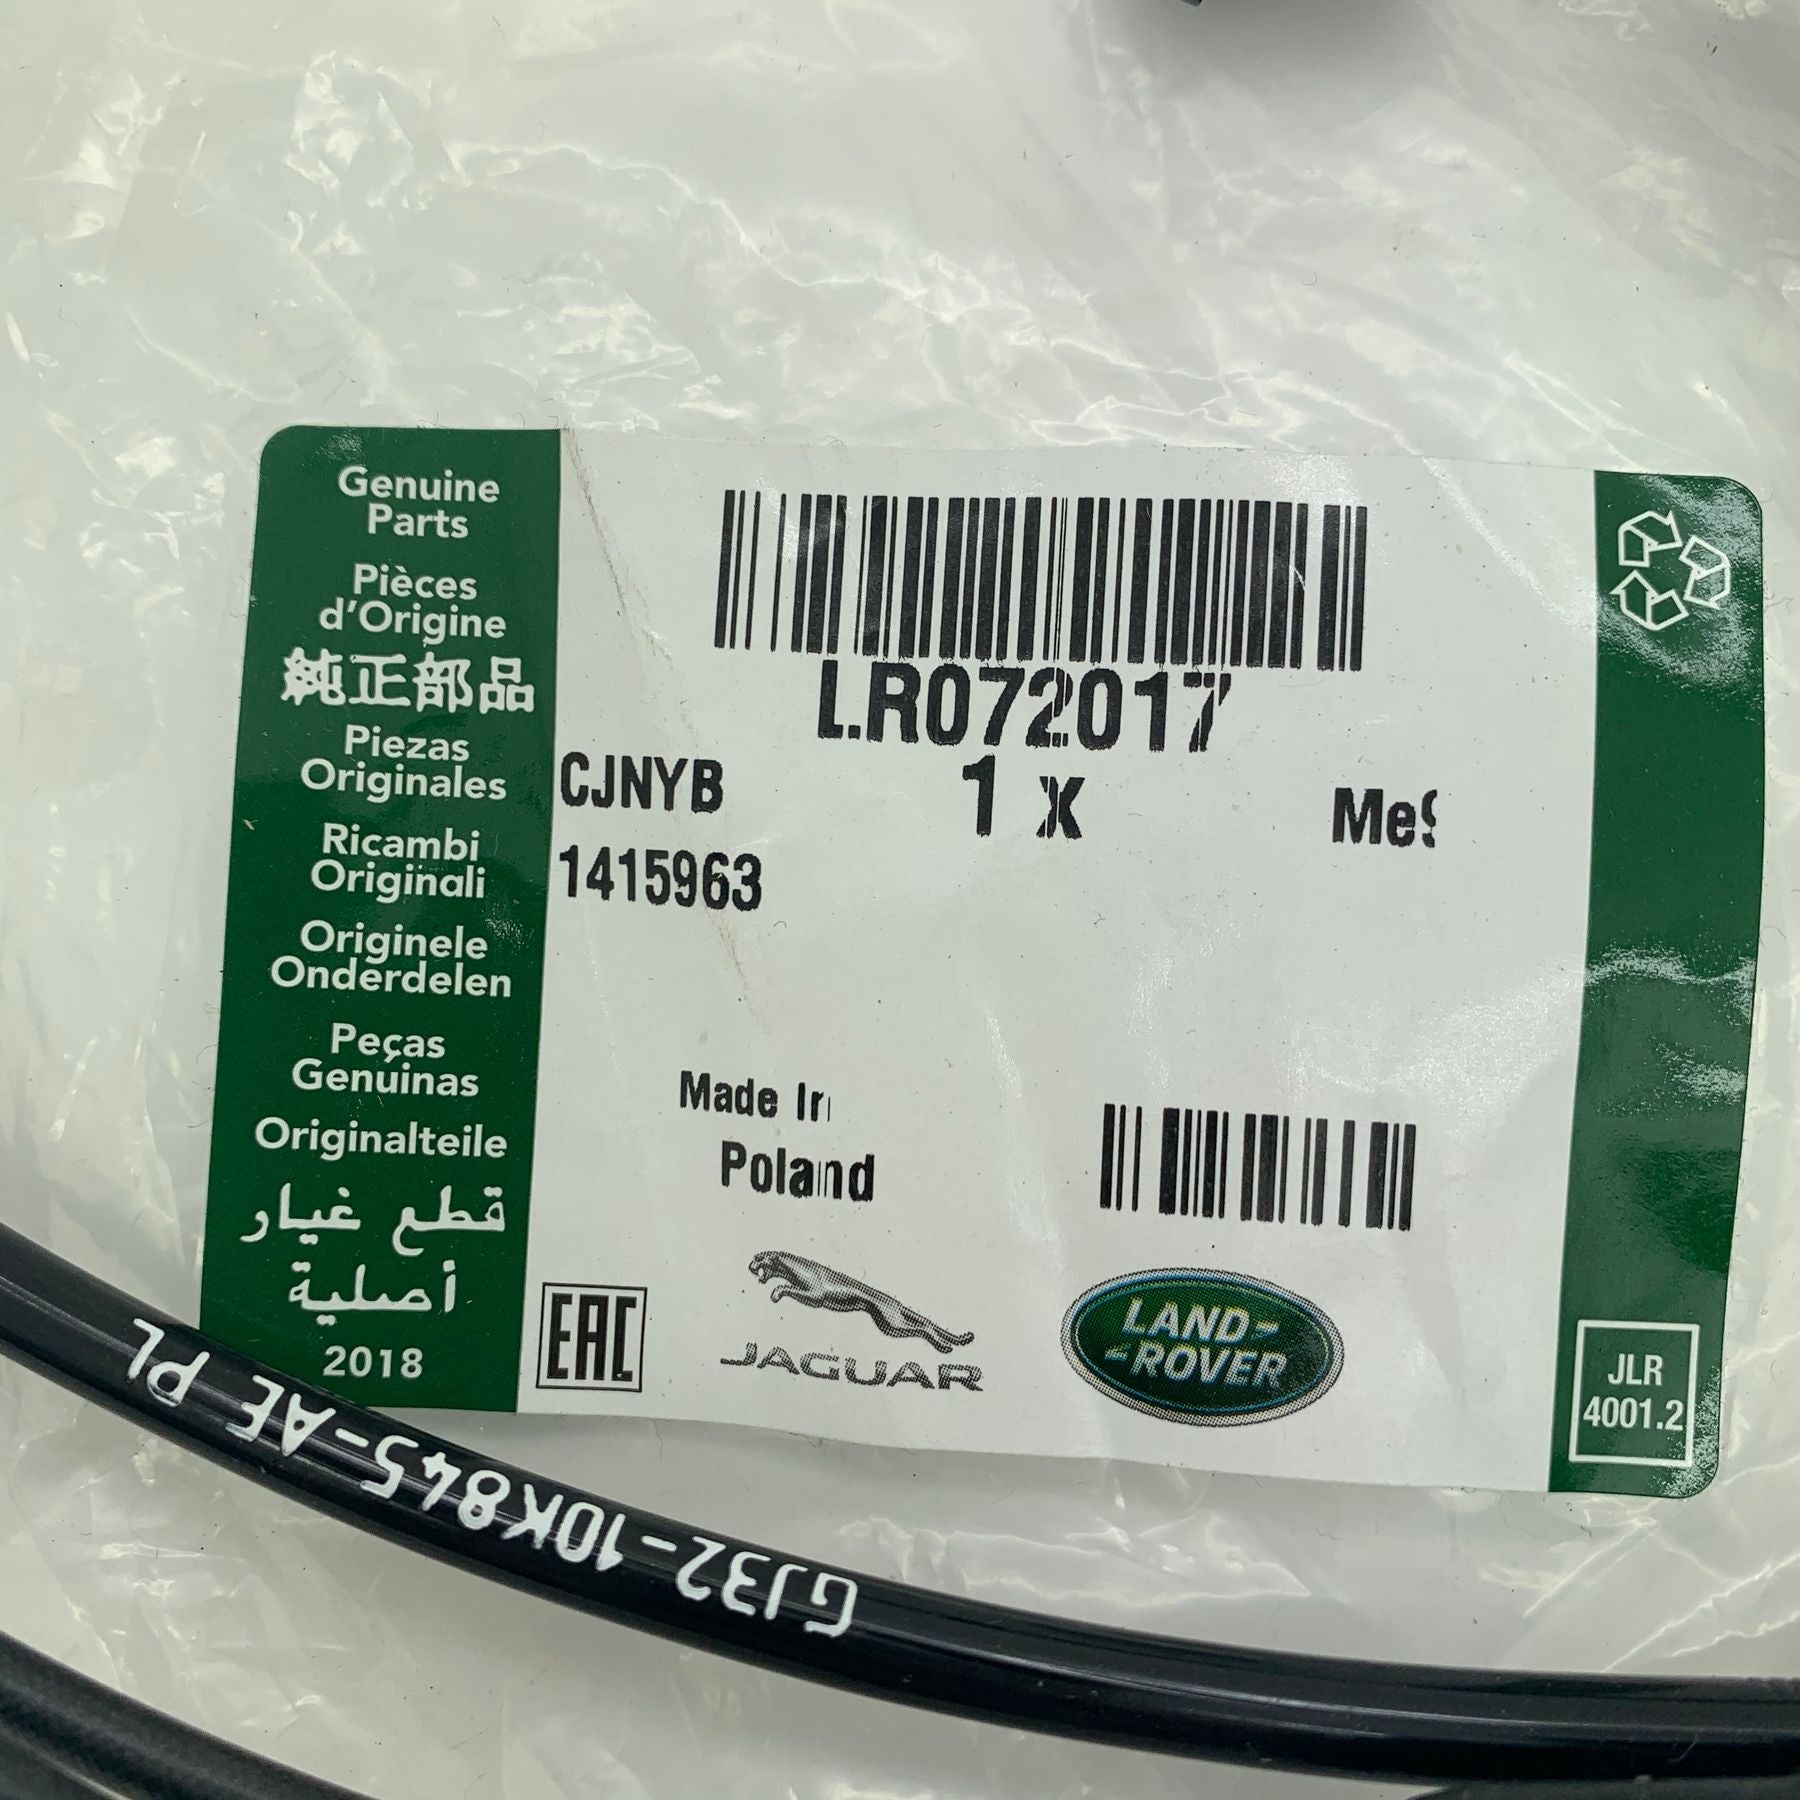 Genuine
Parts
Pièces
d'Origine
純正部品
Piezas
Originales
Ricambi
Originali
Originele
Onderdelen
Peças
Genuinas
Originalteile
قطع غيار
أصلية
2018
LR072017
CJNYB 1 x
1415963
Made In
Poland
EAC
JAGUAR
LAND-
-ROVER
JLR
4001.2
GJ32-10K845-AE PL